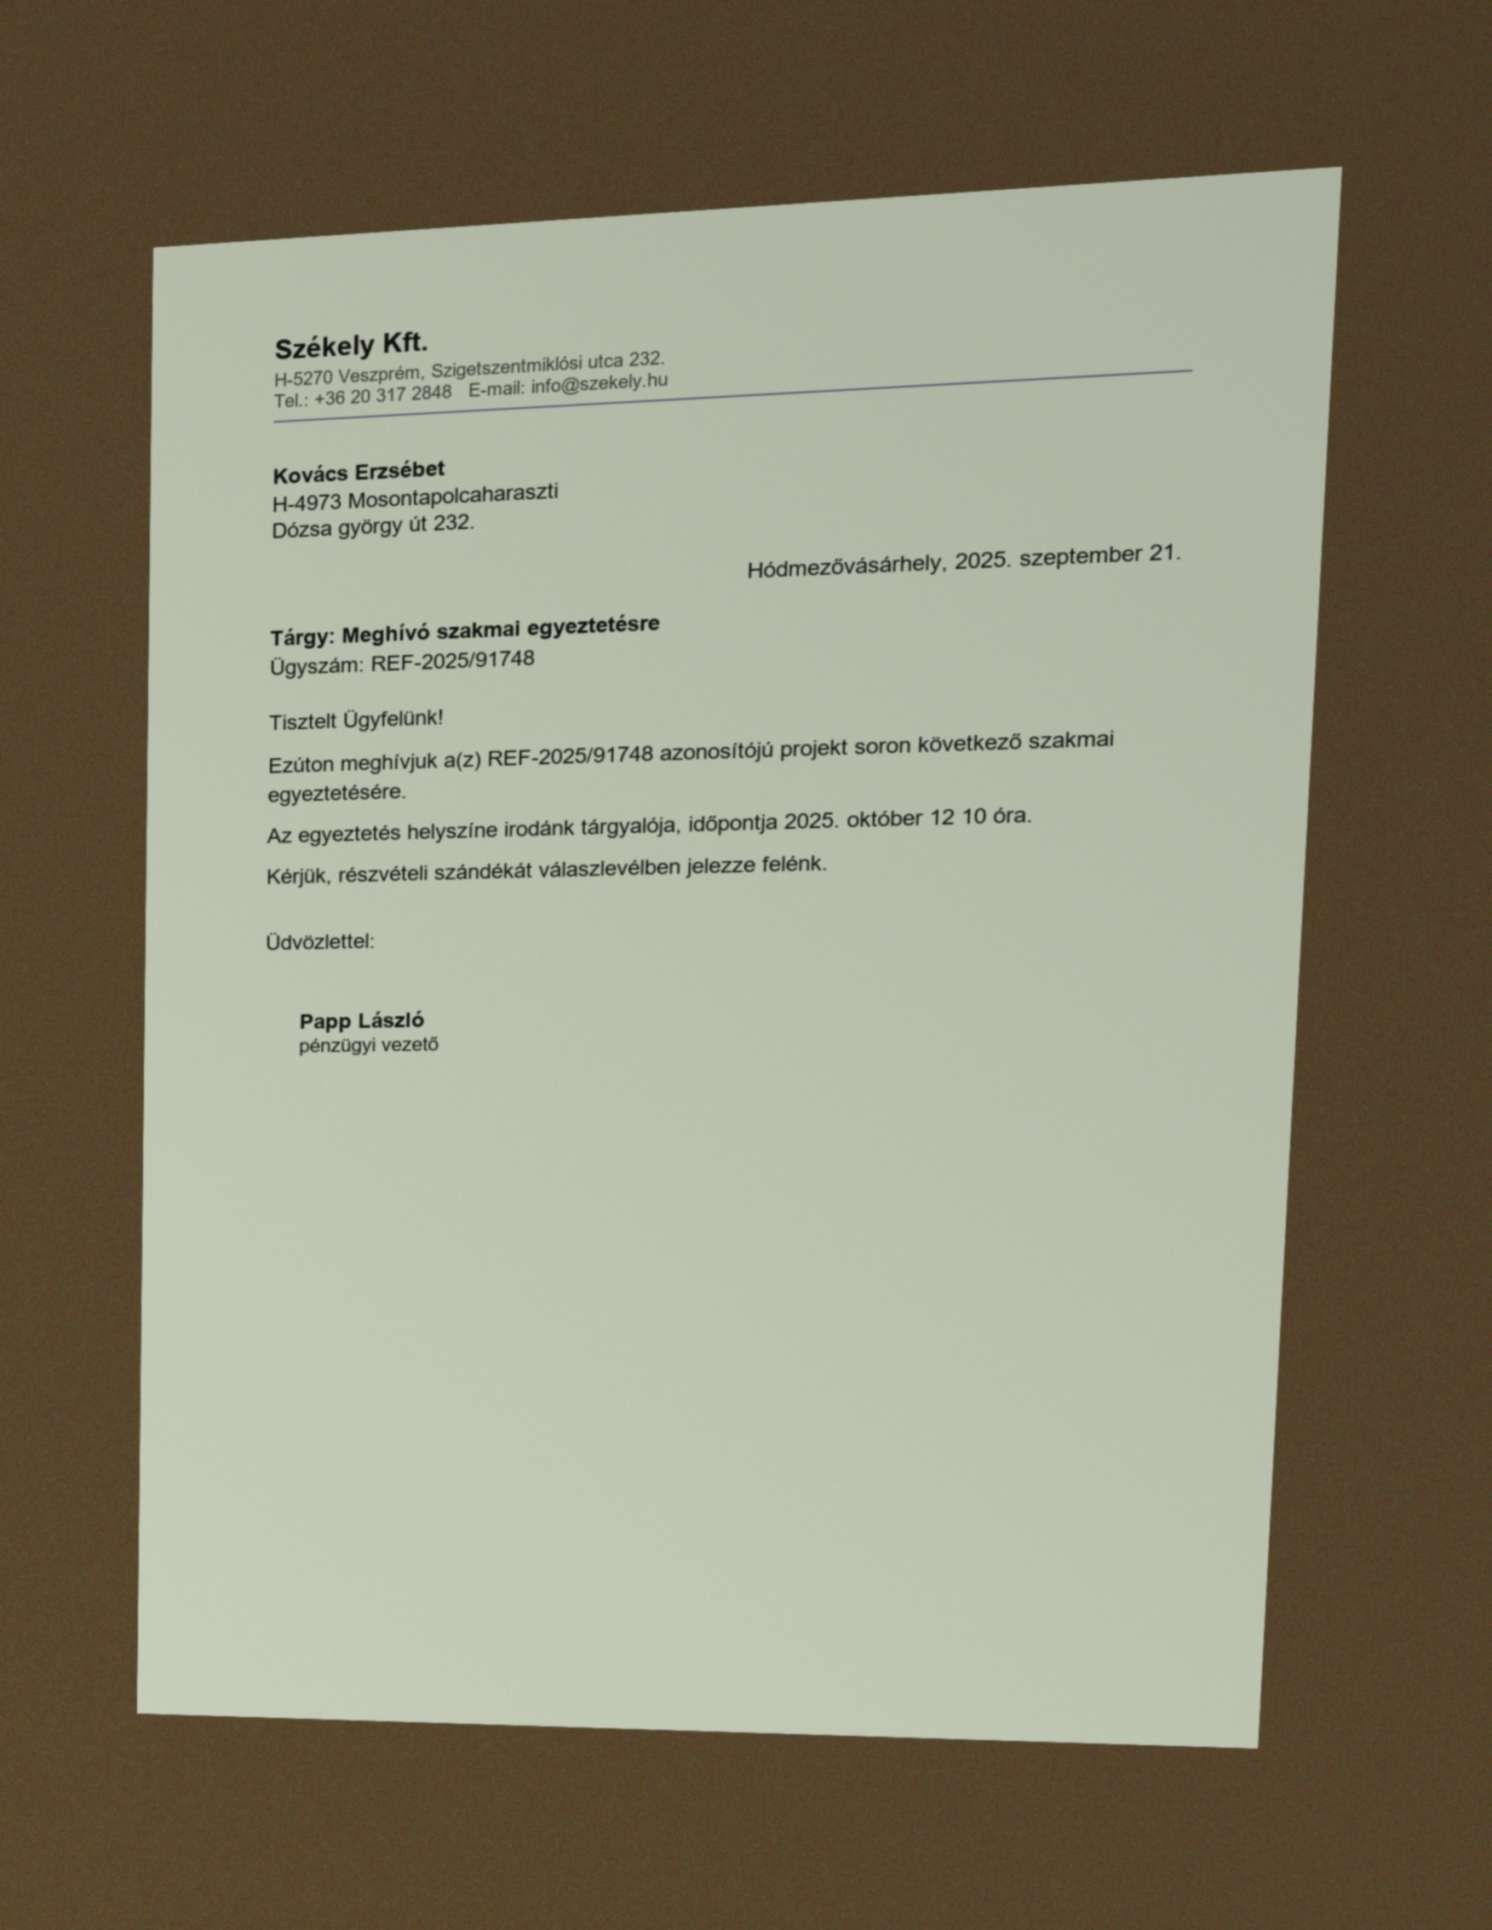 Székely Kft.
H-5270 Veszprém, Szigetszentmiklósi utca 232.
Tel.: +36 20 317 2848 E-mail: info@szekely.hu
Kovács Erzsébet
H-4973 Mosontapolcaharaszti
Dózsa györgy út 232.
Hódmezővásárhely, 2025. szeptember 21.
Tárgy: Meghívó szakmai egyeztetésre
Ügyszám: REF-2025/91748
Tisztelt Ügyfelünk!
Ezúton meghívjuk a(z) REF-2025/91748 azonosítójú projekt soron következő szakmai
egyeztetésére.
Az egyeztetés helyszíne irodánk tárgyalója, időpontja 2025. október 12 10 óra.
Kérjük, részvételi szándékát válaszlevélben jelezze felénk.
Üdvözlettel:
Papp László
pénzügyi vezető